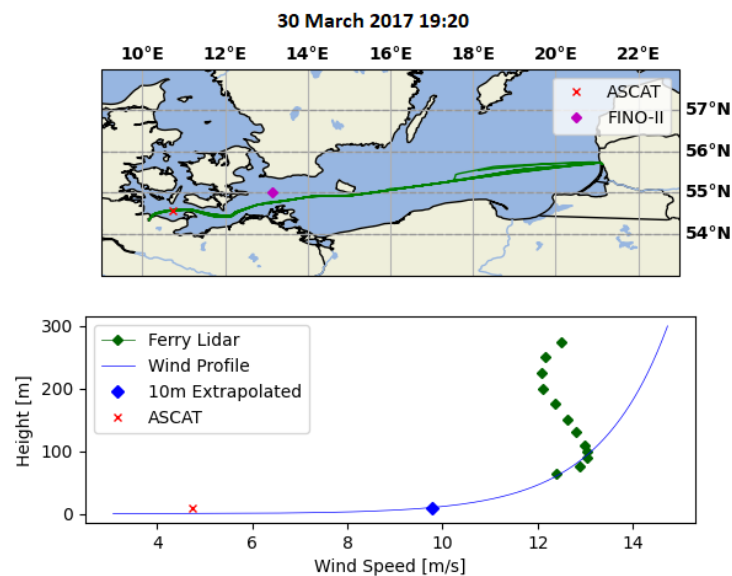 30 March 2017 19:20
10°E 12°E 14°E 16°E 18°E 20°E 22°E
ASCAT
FINO-II
57°N
56°N
55°N
54°N
Ferry Lidar
Wind Profile
10m Extrapolated
ASCAT
Height [m]
300
200
100
0
4 6 8 10 12 14
Wind Speed [m/s]